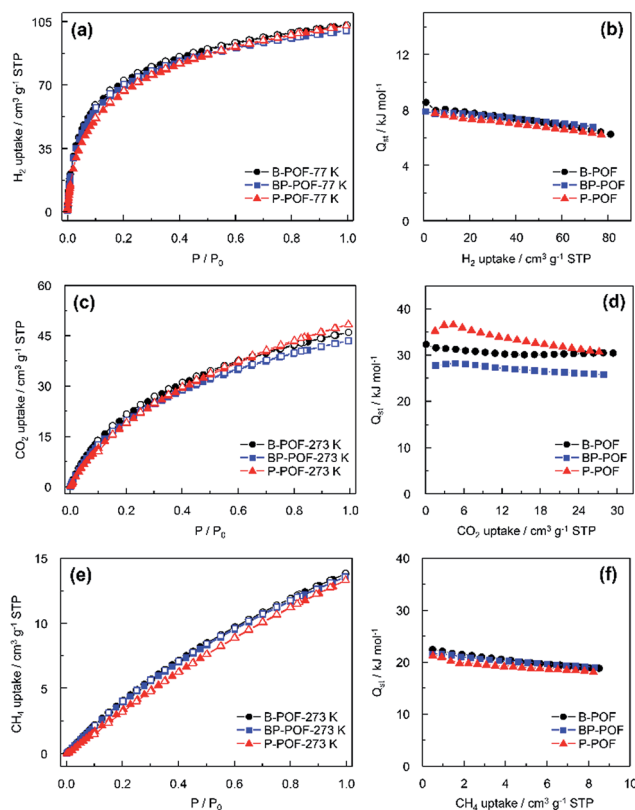 (a)
105
70
35
0
H₂ uptake / cm³ g⁻¹ STP
B-POF-77 K
BP-POF-77 K
P-POF-77 K
0.0 0.2 0.4 0.6 0.8 1.0
P / P₀
(b)
12
8
4
0
Qst / kJ mol⁻¹
B-POF
BP-POF
P-POF
0 20 40 60 80 100
H₂ uptake / cm³ g⁻¹ STP
(c)
60
45
30
15
0
CO₂ uptake / cm³ g⁻¹ STP
B-POF-273 K
BP-POF-273 K
P-POF-273 K
0.0 0.2 0.4 0.6 0.8 1.0
P / P₀
(d)
50
40
30
20
10
0
Qst / kJ mol⁻¹
B-POF
BP-POF
P-POF
0 6 12 18 24 30
CO₂ uptake / cm³ g⁻¹ STP
(e)
15
10
5
0
CH₄ uptake / cm³ g⁻¹ STP
B-POF-273 K
BP-POF-273 K
P-POF-273 K
0.0 0.2 0.4 0.6 0.8 1.0
P / P₀
(f)
40
30
20
10
0
Qst / kJ mol⁻¹
B-POF
BP-POF
P-POF
0 2 4 6 8 10
CH₄ uptake / cm³ g⁻¹ STP